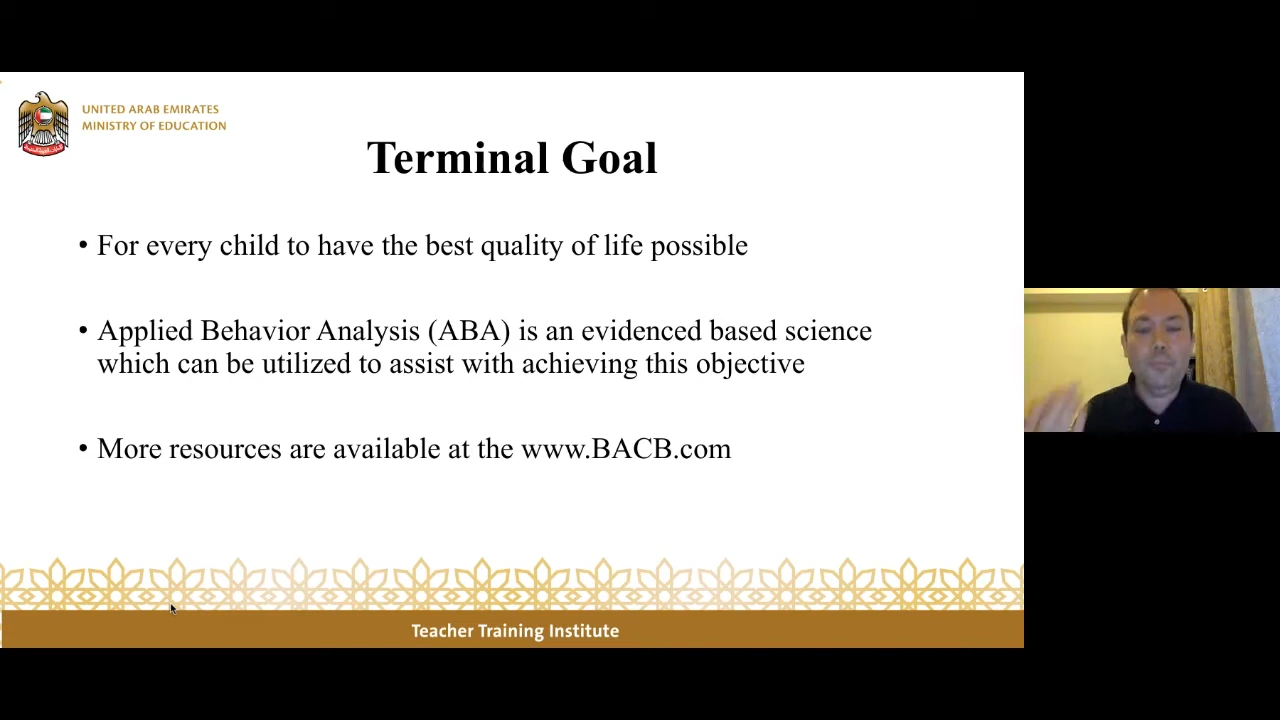 UNITED ARAB EMIRATES
MINISTRY OF EDUCATION
Terminal Goal
• For every child to have the best quality of life possible
• Applied Behavior Analysis (ABA) is an evidenced based science
which can be utilized to assist with achieving this objective
• More resources are available at the www.BACB.com
Teacher Training Institute